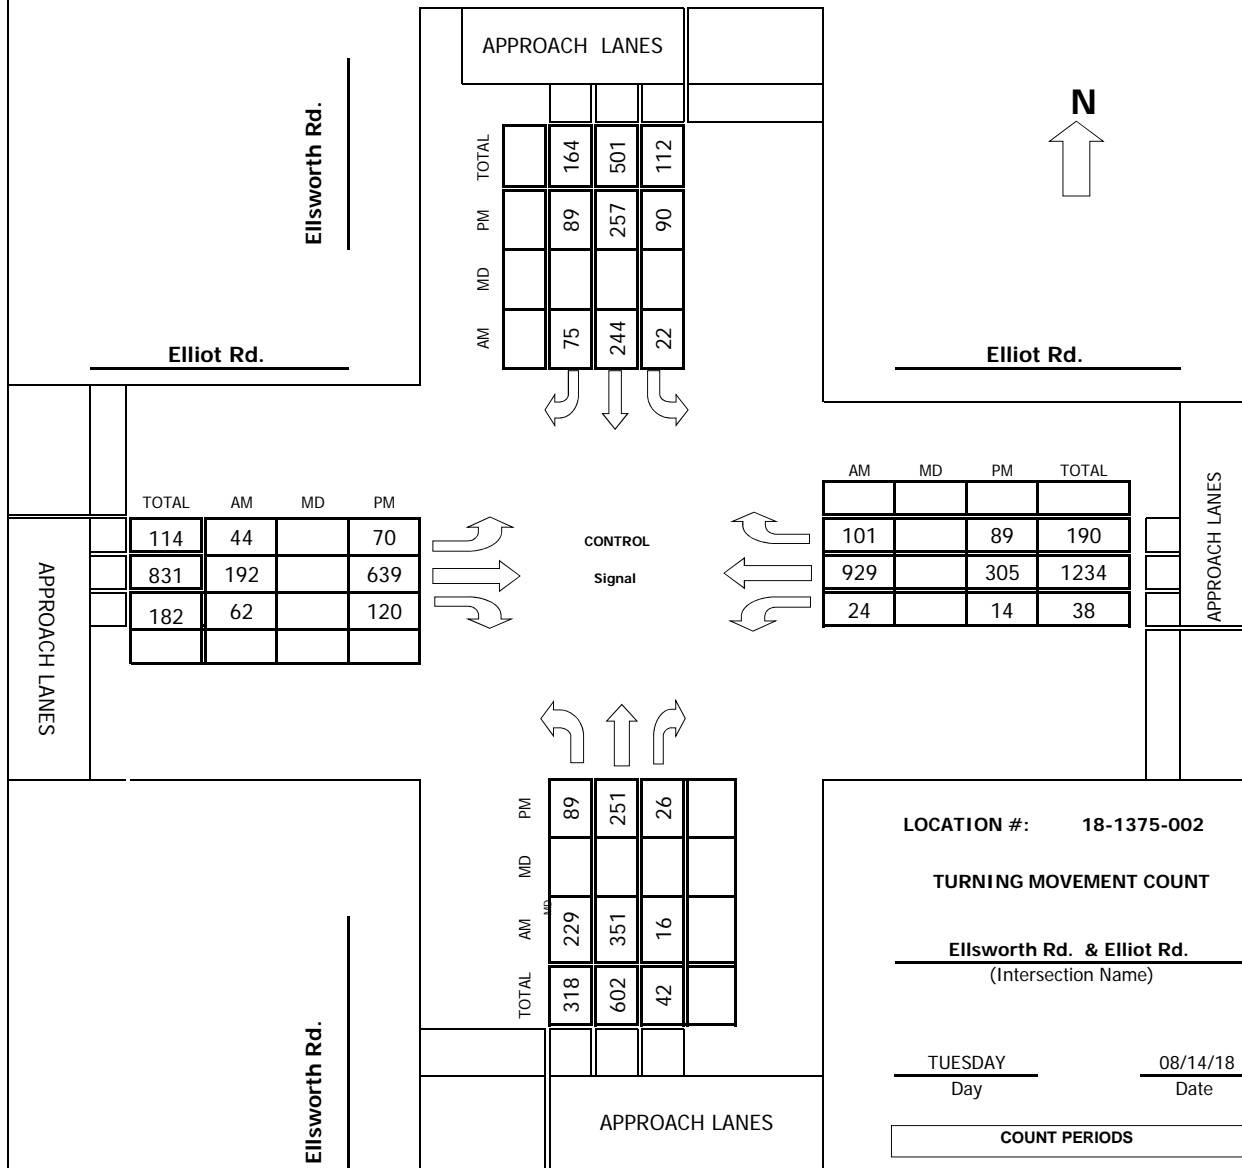 APPROACH LANES
N
Ellsworth Rd.
TOTAL 164 501 112
PM 89 257 90
MD
AM 75 244 22
Elliot Rd.
Elliot Rd.
TOTAL AM MD PM
114 44 70
831 192 639
182 62 120
APPROACH LANES
CONTROL
Signal
AM MD PM TOTAL
101 89 190
929 305 1234
24 14 38
APPROACH LANES
PM 89 251 26
MD
MD
AM 229 351 16
TOTAL 318 602 42
Ellsworth Rd.
APPROACH LANES
LOCATION #: 18-1375-002
TURNING MOVEMENT COUNT
Ellsworth Rd. & Elliot Rd.
(Intersection Name)
TUESDAY 08/14/18
Day Date
COUNT PERIODS